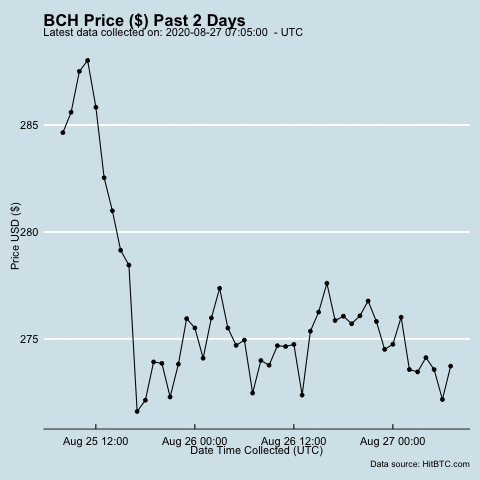 BCH Price ($) Past 2 Days
Latest data collected on: 2020-08-27 07:05:00 - UTC
285
280
275
Price USD ($)
Aug 25 12:00 Aug 26 00:00 Aug 26 12:00 Aug 27 00:00
Date Time Collected (UTC)
Data source: HitBTC.com